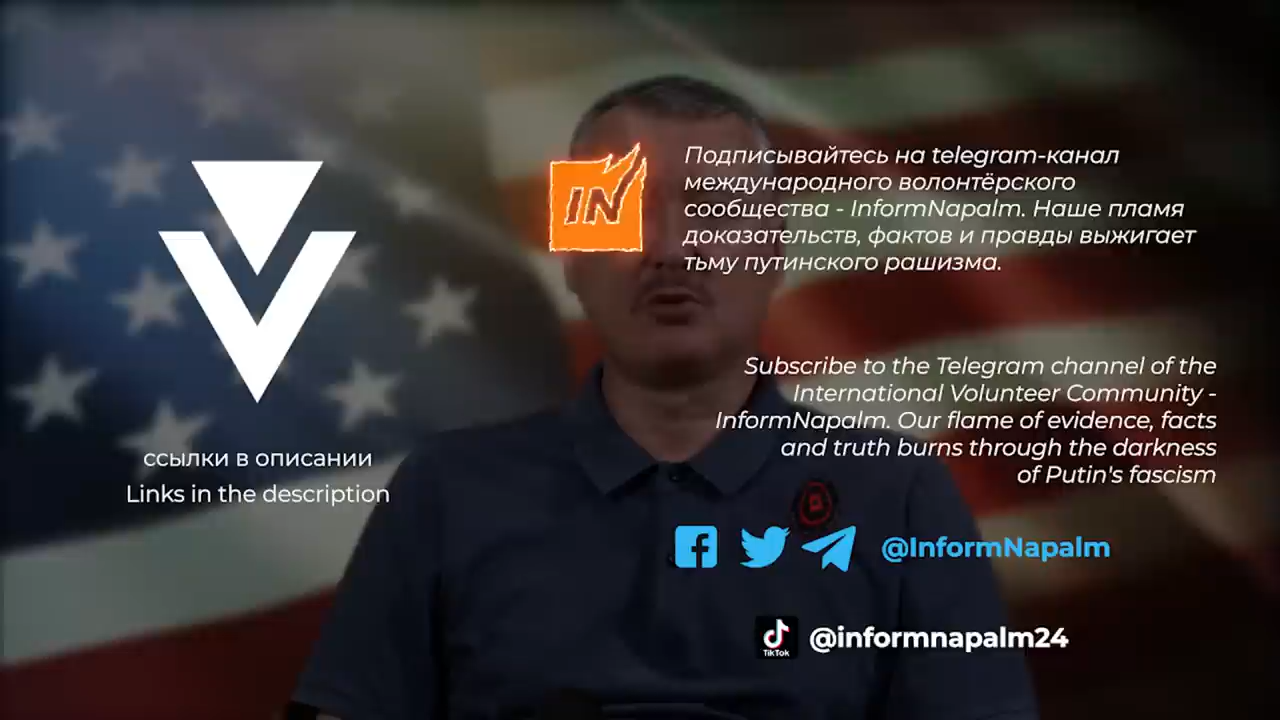 IN
Подписывайтесь на telegram-канал
международного волонтёрского
сообщества - InformNapalm. Наше пламя
доказательств, фактов и правды выжигает
тьму путинского рашизма.
Subscribe to the Telegram channel of the
International Volunteer Community -
InformNapalm. Our flame of evidence, facts
and truth burns through the darkness
of Putin's fascism
ссылки в описании
Links in the description
@InformNapalm
TikTok
@informnapalm24